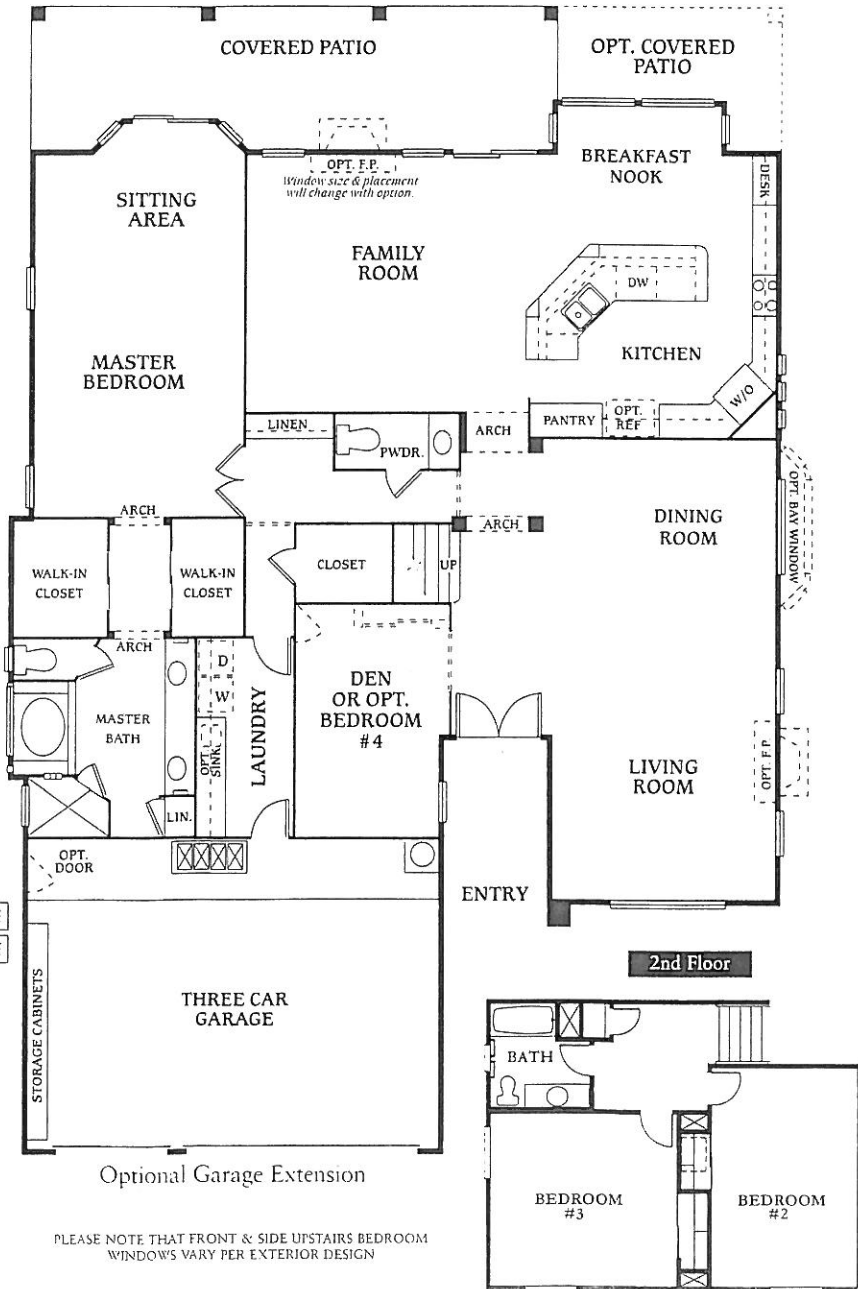 COVERED PATIO
OPT. COVERED
PATIO
OPT. F.P.
Window size & placement
will change with option.
BREAKFAST
NOOK
DESK
SITTING
AREA
FAMILY
ROOM
DW
KITCHEN
MASTER
BEDROOM
W/O
LINEN
PWDR.
ARCH
PANTRY
OPT.
REF
ARCH
ARCH
DINING
ROOM
OPT. BAY WINDOW
WALK-IN
CLOSET
WALK-IN
CLOSET
CLOSET
UP
ARCH
D
W
DEN
OR OPT.
BEDROOM
#4
MASTER
BATH
OPT.
SINK
LAUNDRY
LIVING
ROOM
OPT. F.P.
LIN.
OPT.
DOOR
ENTRY
STORAGE CABINETS
THREE CAR
GARAGE
2nd Floor
BATH
Optional Garage Extension
BEDROOM
#3
BEDROOM
#2
PLEASE NOTE THAT FRONT & SIDE UPSTAIRS BEDROOM
WINDOWS VARY PER EXTERIOR DESIGN